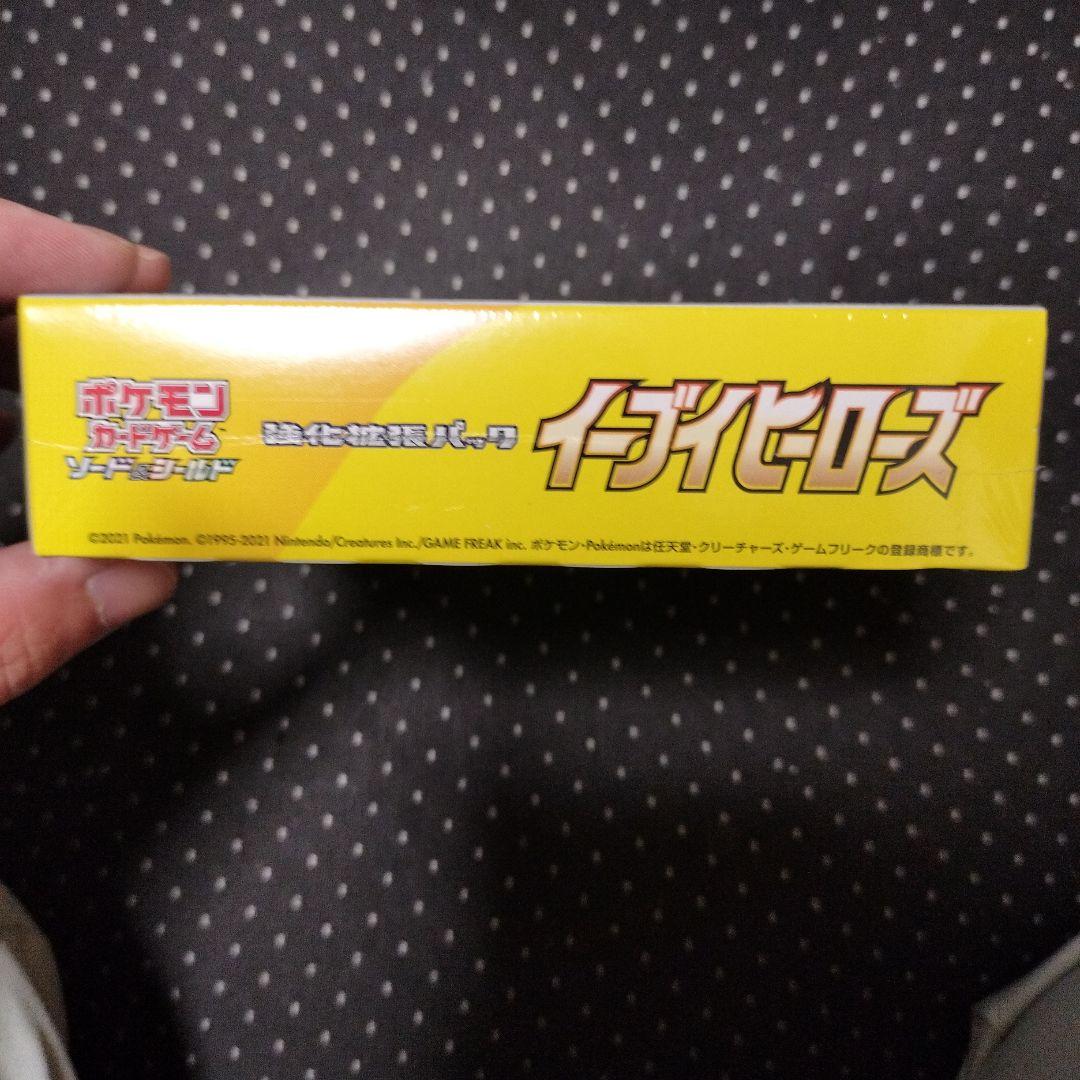 ポケモン
カードゲーム
ソード&シールド
強化拡張パック
イーブイヒーローズ
©2021 Pokémon. ©1995-2021 Nintendo/Creatures Inc./GAME FREAK inc. ポケモン・Pokémonは任天堂・クリーチャーズ・ゲームフリークの登録商標です。